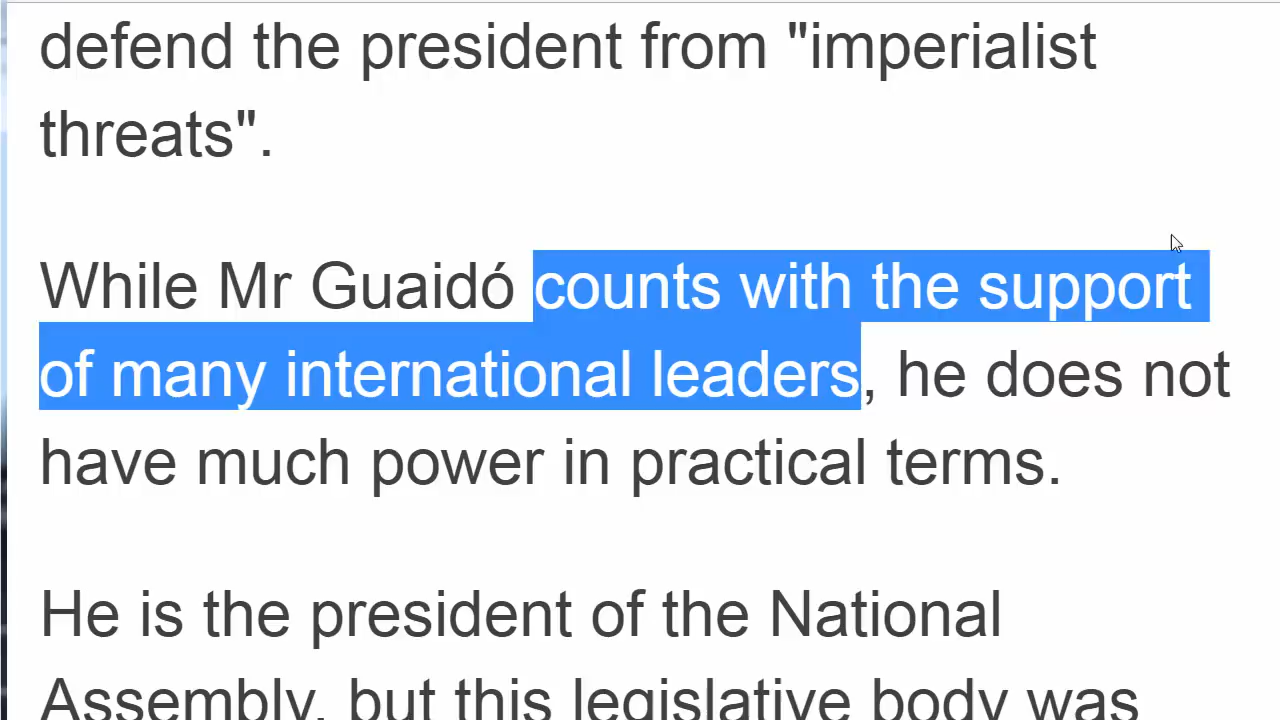 defend the president from "imperialist
threats".
While Mr Guaidó counts with the support
of many international leaders, he does not
have much power in practical terms.
He is the president of the National
Assembly, but this legislative body was